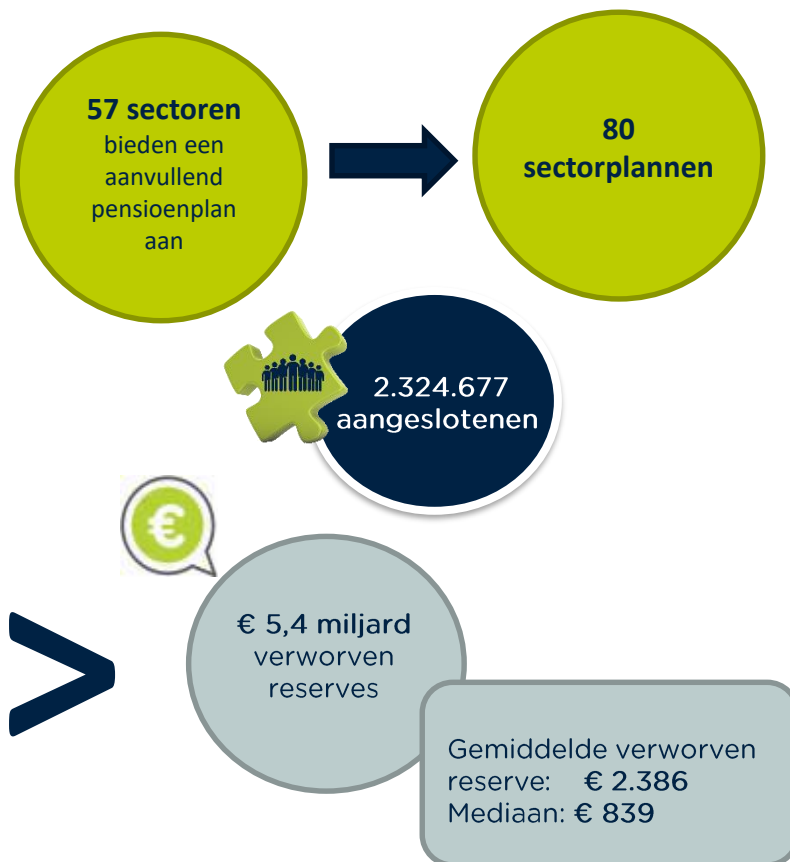 57 sectoren
bieden een
aanvullend
pensioenplan
aan
80
sectorplannen
2.324.677
aangeslotenen
€
>
€ 5,4 miljard
verworven
reserves
Gemiddelde verworven
reserve: € 2.386
Mediaan: € 839